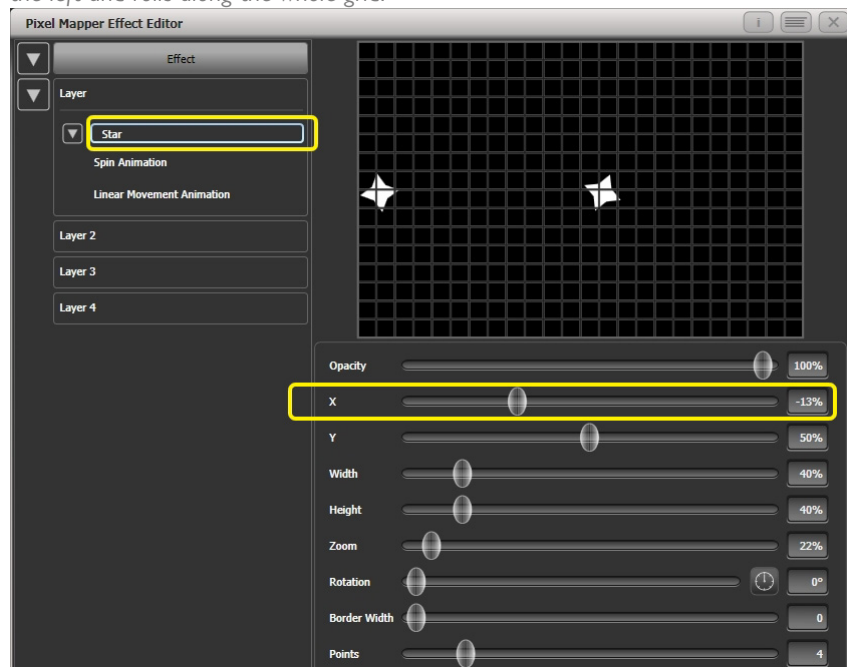 the left and rolls along the whole grid.
Pixel Mapper Effect Editor
i
Effect
Layer
Star
Spin Animation
Linear Movement Animation
Layer 2
Layer 3
Layer 4
Opacity 100%
X -13%
Y 50%
Width 40%
Height 40%
Zoom 22%
Rotation 0°
Border Width 0
Points 4